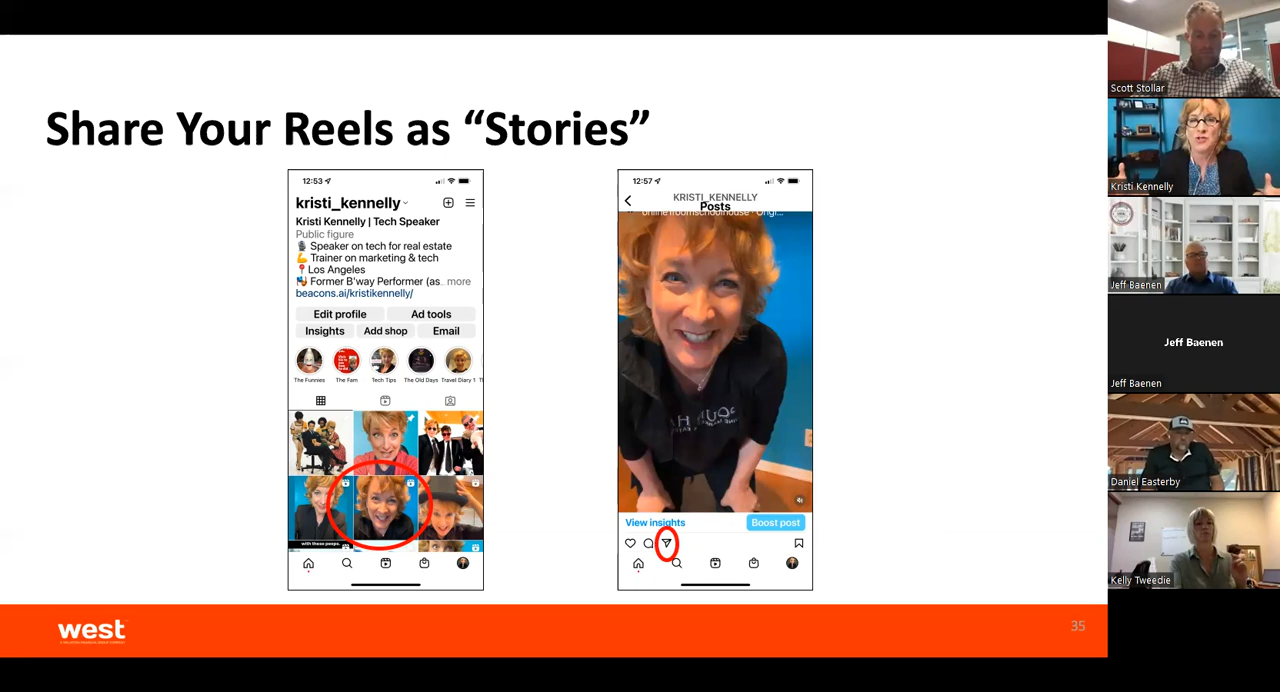 Share Your Reels as “Stories”
12:53
kristi_kennelly
Kristi Kennelly | Tech Speaker
Public figure
Speaker on tech for real estate
Trainer on marketing & tech
Los Angeles
Former B'way Performer (as... more
beacons.ai/kristikennelly/
Edit profile
Ad tools
Insights
Add shop
Email
The Funnies
The Fam
Tech Tips
The Old Days
Travel Diary 1
with these peeps.
12:57
KRISTI_KENNELLY
Posts
View insights
Boost post
west
35
Scott Stollar
Kristi Kennelly
Jeff Baenen
Jeff Baenen
Jeff Baenen
Daniel Easterby
Kelly Tweedie